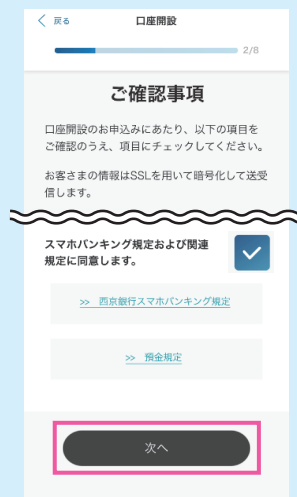 戻る 口座開設
2/8
ご確認事項
口座開設のお申込みにあたり、以下の項目を
ご確認のうえ、項目にチェックしてください。
お客さまの情報はSSLを用いて暗号化して送受
信します。
スマホバンキング規定および関連
規定に同意します。
>> 西京銀行スマホバンキング規定
>> 預金規定
次へ